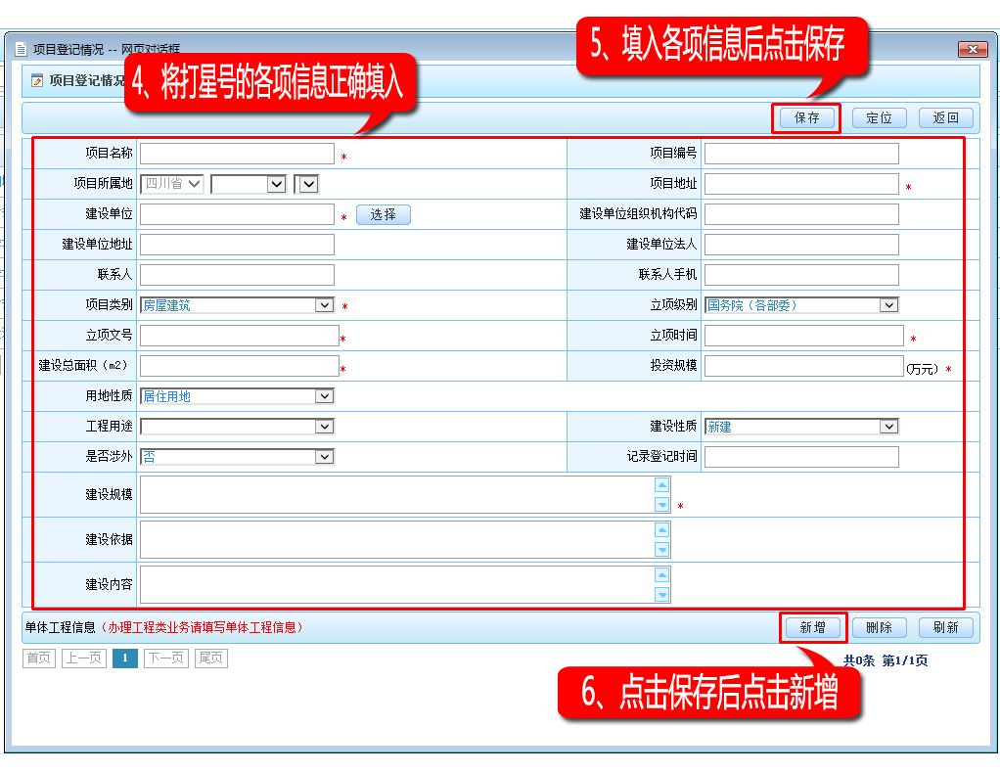 项目登记情况 -- 网页对话框
5、填入各项信息后点击保存
项目登记情况
4、将打星号的各项信息正确填入
保存 定位 返回
项目名称 * 项目编号
项目所属地 四川省 项目地址 *
建设单位 * 选择 建设单位组织机构代码
建设单位地址 建设单位法人
联系人 联系人手机
项目类别 房屋建筑 * 立项级别 国务院（各部委）
立项文号 * 立项时间 *
建设总面积（m2） * 投资规模 (万元) *
用地性质 居住用地
工程用途 建设性质 新建
是否涉外 否 记录登记时间
建设规模 *
建设依据
建设内容
单体工程信息（办理工程类业务请填写单体工程信息） 新增 删除 刷新
首页 上一页 1 下一页 尾页 共0条 第1/1页
6、点击保存后点击新增